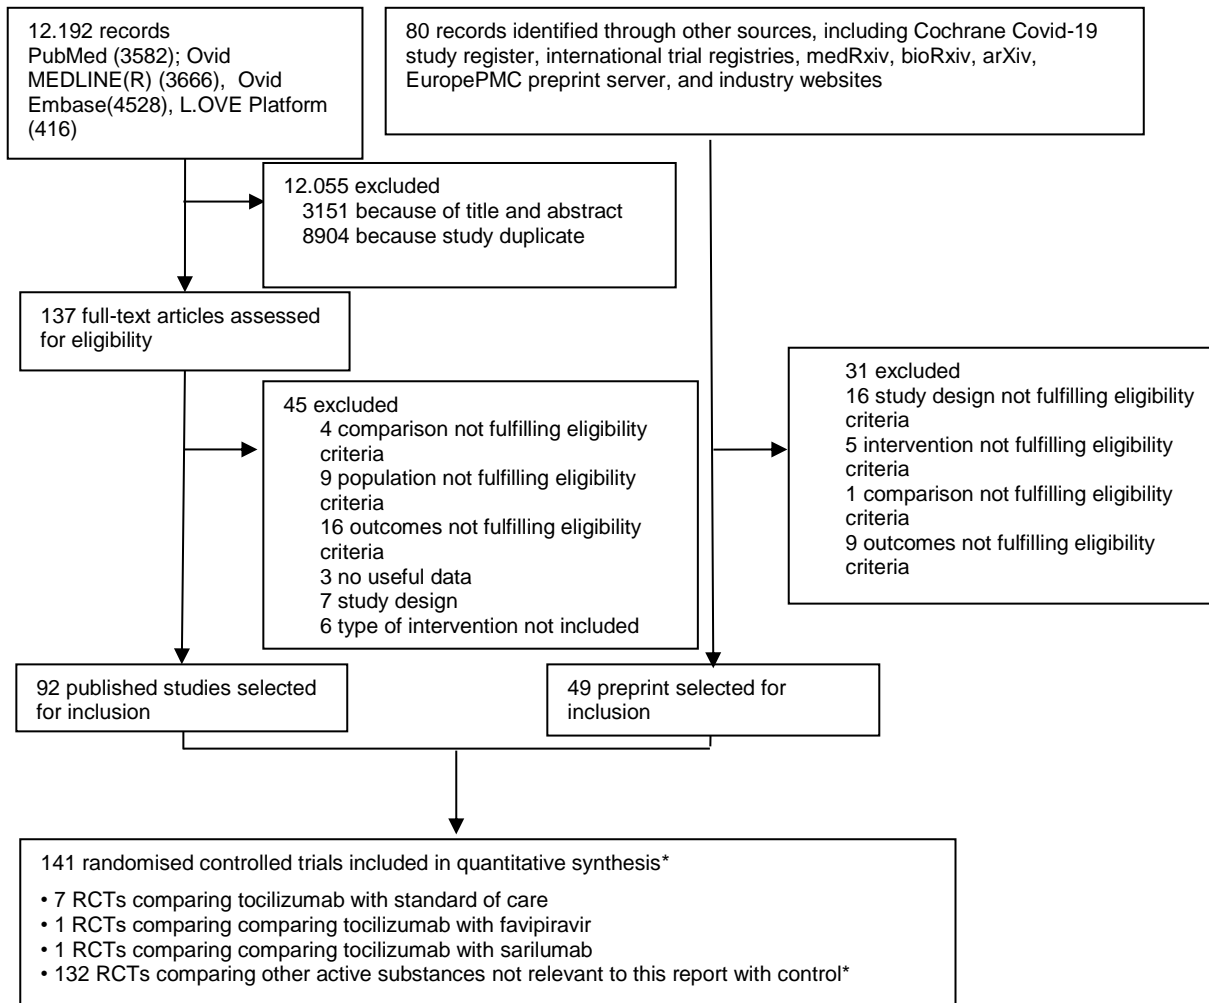 12.192 records
PubMed (3582); Ovid
MEDLINE(R) (3666), Ovid
Embase(4528), L.OVE Platform
(416)
80 records identified through other sources, including Cochrane Covid-19
study register, international trial registries, medRxiv, bioRxiv, arXiv,
EuropePMC preprint server, and industry websites
12.055 excluded
3151 because of title and abstract
8904 because study duplicate
137 full-text articles assessed
for eligibility
45 excluded
4 comparison not fulfilling eligibility
criteria
9 population not fulfilling eligibility
criteria
16 outcomes not fulfilling eligibility
criteria
3 no useful data
7 study design
6 type of intervention not included
31 excluded
16 study design not fulfilling eligibility
criteria
5 intervention not fulfilling eligibility
criteria
1 comparison not fulfilling eligibility
criteria
9 outcomes not fulfilling eligibility
criteria
92 published studies selected
for inclusion
49 preprint selected for
inclusion
141 randomised controlled trials included in quantitative synthesis*
• 7 RCTs comparing tocilizumab with standard of care
• 1 RCTs comparing comparing tocilizumab with favipiravir
• 1 RCTs comparing comparing tocilizumab with sarilumab
• 132 RCTs comparing other active substances not relevant to this report with control*